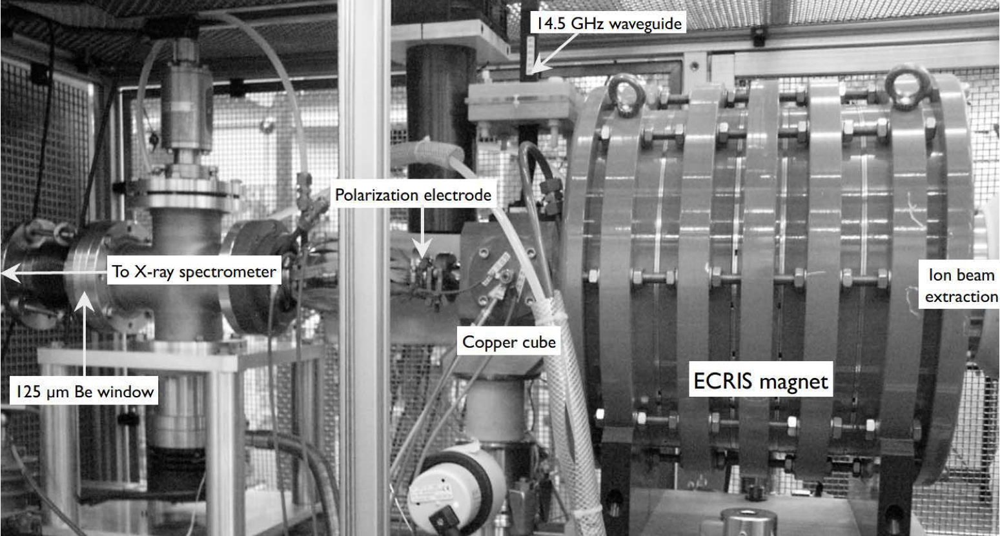 14.5 GHz waveguide
Polarization electrode
To X-ray spectrometer
Ion beam
extraction
Copper cube
ECRIS magnet
125 µm Be window